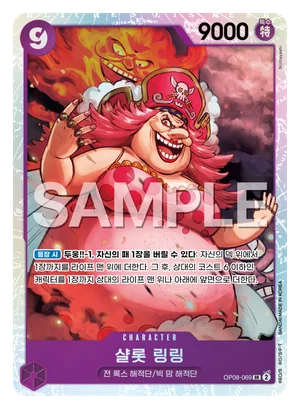 9
9000
특수
特
SAMPLE
등장 시 두웅!!-1, 자신의 패 1장을 버릴 수 있다: 자신의 덱 위에서
1장까지를 라이프 맨 위에 더한다. 그 후, 상대의 코스트 6 이하인
캐릭터를 1장까지 상대의 라이프 맨 위나 아래에 앞면으로 더한다.
CHARACTER
샬롯 링링
전 록스 해적단/빅 맘 해적단
OP08-069 SR
2